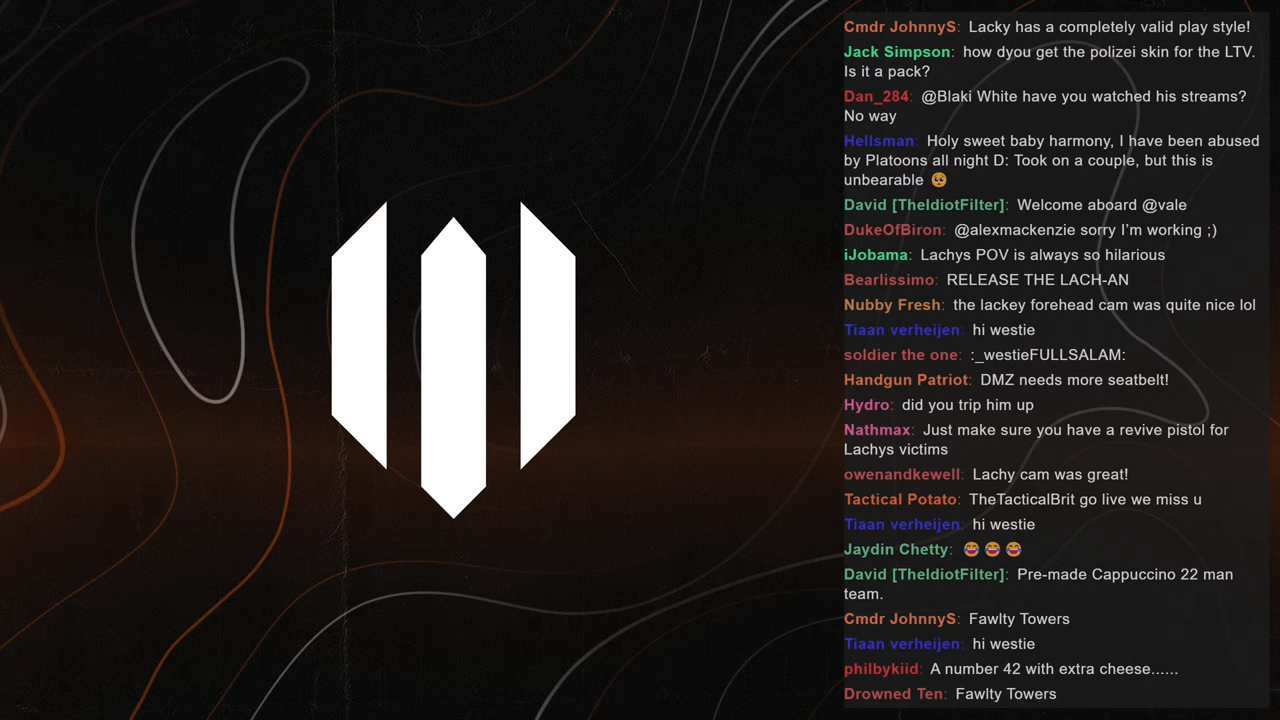 Cmdr JohnnyS: Lacky has a completely valid play style!
Jack Simpson: how dyou get the polizei skin for the LTV.
Is it a pack?
Dan_284: @Blaki White have you watched his streams?
No way
Hellsman: Holy sweet baby harmony, I have been abused
by Platoons all night D: Took on a couple, but this is
unbearable 🥺
David [TheIdiotFilter]: Welcome aboard @vale
DukeOfBiron: @alexmackenzie sorry I'm working ;)
iJobama: Lachys POV is always so hilarious
Bearlissimo: RELEASE THE LACH-AN
Nubby Fresh: the lackey forehead cam was quite nice lol
Tiaan verheijen: hi westie
soldier the one: :_westieFULLSALAM:
Handgun Patriot: DMZ needs more seatbelt!
Hydro: did you trip him up
Nathmax: Just make sure you have a revive pistol for
Lachys victims
owenandkewell: Lachy cam was great!
Tactical Potato: TheTacticalBrit go live we miss u
Tiaan verheijen: hi westie
Jaydin Chetty: 😂 😂 😂
David [TheIdiotFilter]: Pre-made Cappuccino 22 man
team.
Cmdr JohnnyS: Fawlty Towers
Tiaan verheijen: hi westie
philbykiid: A number 42 with extra cheese......
Drowned Ten: Fawlty Towers